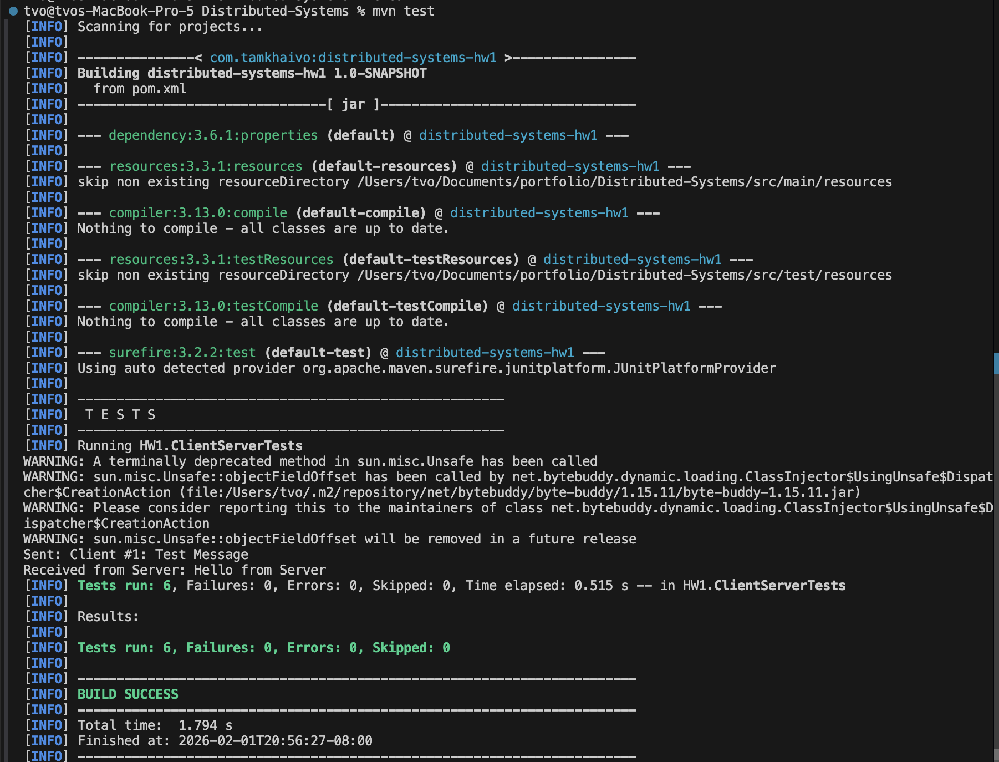 tvo@tvos-MacBook-Pro-5 Distributed-Systems % mvn test
[INFO] Scanning for projects...
[INFO]
[INFO] ---------------< com.tamkhaivo:distributed-systems-hw1 >----------------
[INFO] Building distributed-systems-hw1 1.0-SNAPSHOT
[INFO]   from pom.xml
[INFO] --------------------------------[ jar ]---------------------------------
[INFO]
[INFO] --- dependency:3.6.1:properties (default) @ distributed-systems-hw1 ---
[INFO]
[INFO] --- resources:3.3.1:resources (default-resources) @ distributed-systems-hw1 ---
[INFO] skip non existing resourceDirectory /Users/tvo/Documents/portfolio/Distributed-Systems/src/main/resources
[INFO]
[INFO] --- compiler:3.13.0:compile (default-compile) @ distributed-systems-hw1 ---
[INFO] Nothing to compile - all classes are up to date.
[INFO]
[INFO] --- resources:3.3.1:testResources (default-testResources) @ distributed-systems-hw1 ---
[INFO] skip non existing resourceDirectory /Users/tvo/Documents/portfolio/Distributed-Systems/src/test/resources
[INFO]
[INFO] --- compiler:3.13.0:testCompile (default-testCompile) @ distributed-systems-hw1 ---
[INFO] Nothing to compile - all classes are up to date.
[INFO]
[INFO] --- surefire:3.2.2:test (default-test) @ distributed-systems-hw1 ---
[INFO] Using auto detected provider org.apache.maven.surefire.junitplatform.JUnitPlatformProvider
[INFO]
[INFO] -------------------------------------------------------
[INFO]  T E S T S
[INFO] -------------------------------------------------------
[INFO] Running HW1.ClientServerTests
WARNING: A terminally deprecated method in sun.misc.Unsafe has been called
WARNING: sun.misc.Unsafe::objectFieldOffset has been called by net.bytebuddy.dynamic.loading.ClassInjector$UsingUnsafe$Dispat
cher$CreationAction (file:/Users/tvo/.m2/repository/net/bytebuddy/byte-buddy/1.15.11/byte-buddy-1.15.11.jar)
WARNING: Please consider reporting this to the maintainers of class net.bytebuddy.dynamic.loading.ClassInjector$UsingUnsafe$D
ispatcher$CreationAction
WARNING: sun.misc.Unsafe::objectFieldOffset will be removed in a future release
Sent: Client #1: Test Message
Received from Server: Hello from Server
[INFO] Tests run: 6, Failures: 0, Errors: 0, Skipped: 0, Time elapsed: 0.515 s -- in HW1.ClientServerTests
[INFO]
[INFO] Results:
[INFO]
[INFO] Tests run: 6, Failures: 0, Errors: 0, Skipped: 0
[INFO]
[INFO] ------------------------------------------------------------------------
[INFO] BUILD SUCCESS
[INFO] ------------------------------------------------------------------------
[INFO] Total time:  1.794 s
[INFO] Finished at: 2026-02-01T20:56:27-08:00
[INFO] ------------------------------------------------------------------------